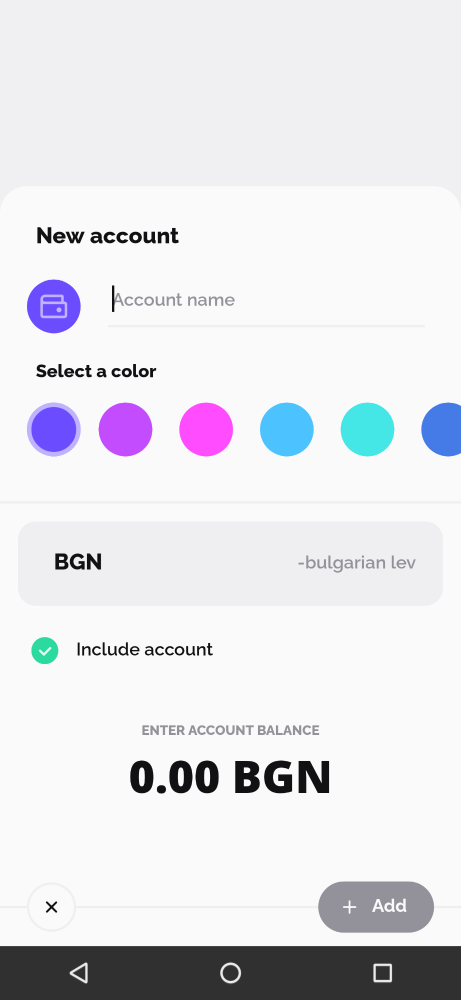 New account
Account name
Select a color
BGN
-bulgarian lev
Include account
ENTER ACCOUNT BALANCE
0.00 BGN
Add